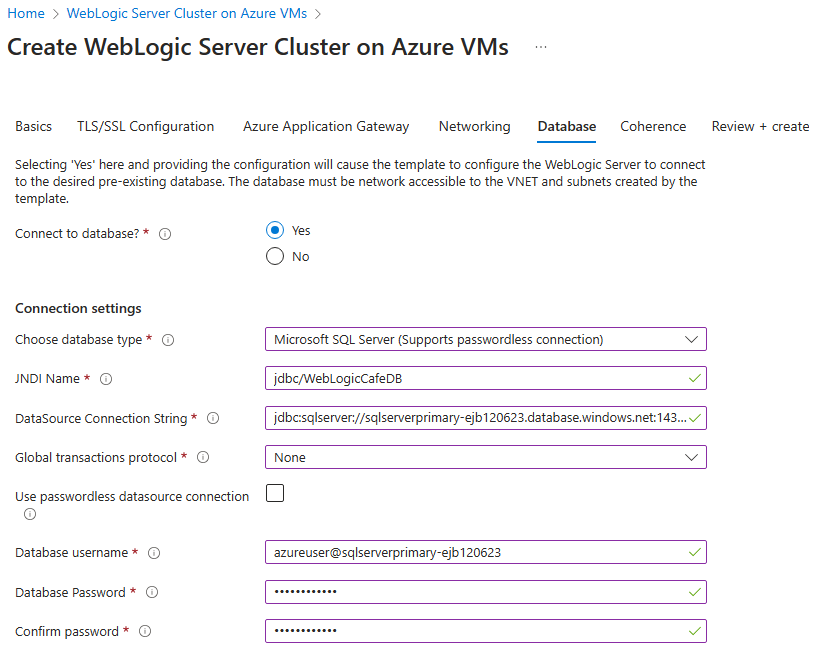 Home > WebLogic Server Cluster on Azure VMs >
Create WebLogic Server Cluster on Azure VMs ...
Basics TLS/SSL Configuration Azure Application Gateway Networking Database Coherence Review + create
Selecting 'Yes' here and providing the configuration will cause the template to configure the WebLogic Server to connect
to the desired pre-existing database. The database must be network accessible to the VNET and subnets created by the
template.
Connect to database? *
Yes
No
Connection settings
Choose database type * Microsoft SQL Server (Supports passwordless connection)
JNDI Name * jdbc/WebLogicCafeDB
DataSource Connection String * jdbc:sqlserver://sqlserverprimary-ejb120623.database.windows.net:143...
Global transactions protocol * None
Use passwordless datasource connection
Database username * azureuser@sqlserverprimary-ejb120623
Database Password * ••••••••••••
Confirm password * ••••••••••••